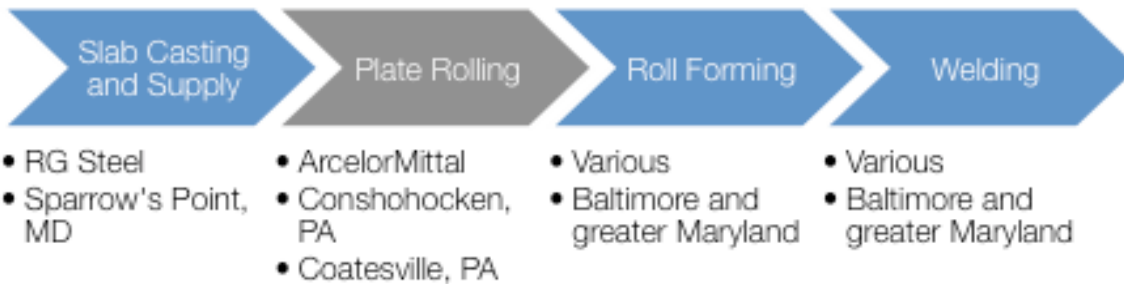 Slab Casting
and Supply
Plate Rolling
Roll Forming
Welding
• RG Steel
• Sparrow's Point,
MD
• ArcelorMittal
• Conshohocken,
PA
• Coatesville, PA
• Various
• Baltimore and
greater Maryland
• Various
• Baltimore and
greater Maryland